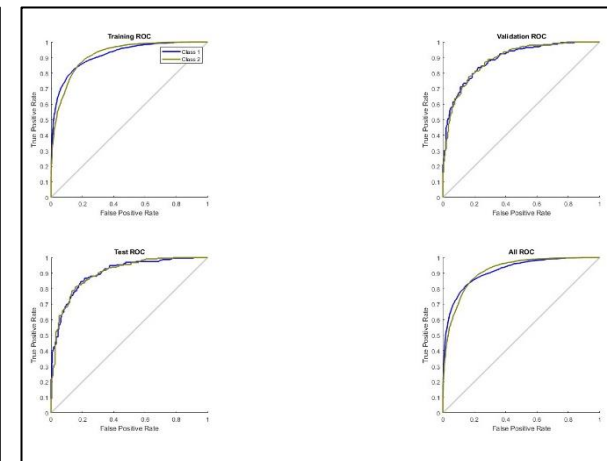 Training ROC
1
0.9
0.8
0.7
0.6
0.5
0.4
0.3
0.2
0.1
0
True Positive Rate
Class 1
Class 2
0 0.2 0.4 0.6 0.8 1
False Positive Rate
Validation ROC
1
0.9
0.8
0.7
0.6
0.5
0.4
0.3
0.2
0.1
0
True Positive Rate
0 0.2 0.4 0.6 0.8 1
False Positive Rate
Test ROC
1
0.9
0.8
0.7
0.6
0.5
0.4
0.3
0.2
0.1
0
True Positive Rate
0 0.2 0.4 0.6 0.8 1
False Positive Rate
All ROC
1
0.9
0.8
0.7
0.6
0.5
0.4
0.3
0.2
0.1
0
True Positive Rate
0 0.2 0.4 0.6 0.8 1
False Positive Rate